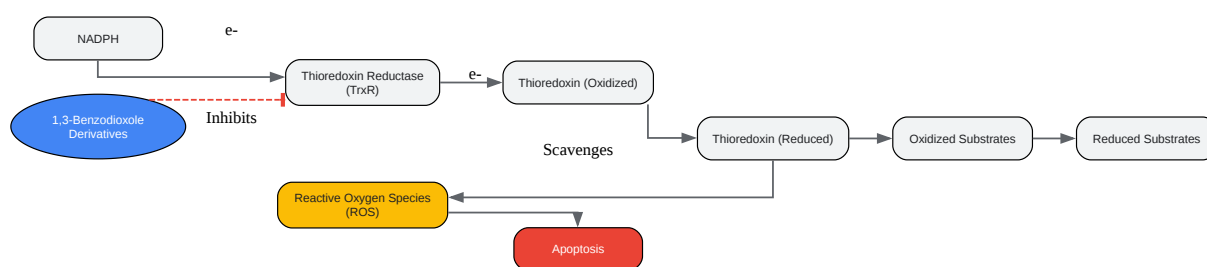 e-
NADPH
Thioredoxin Reductase
(TrxR)
e-
Thioredoxin (Oxidized)
1,3-Benzodioxole
Derivatives
Inhibits
Thioredoxin (Reduced)
Oxidized Substrates
Reduced Substrates
Scavenges
Reactive Oxygen Species
(ROS)
Apoptosis